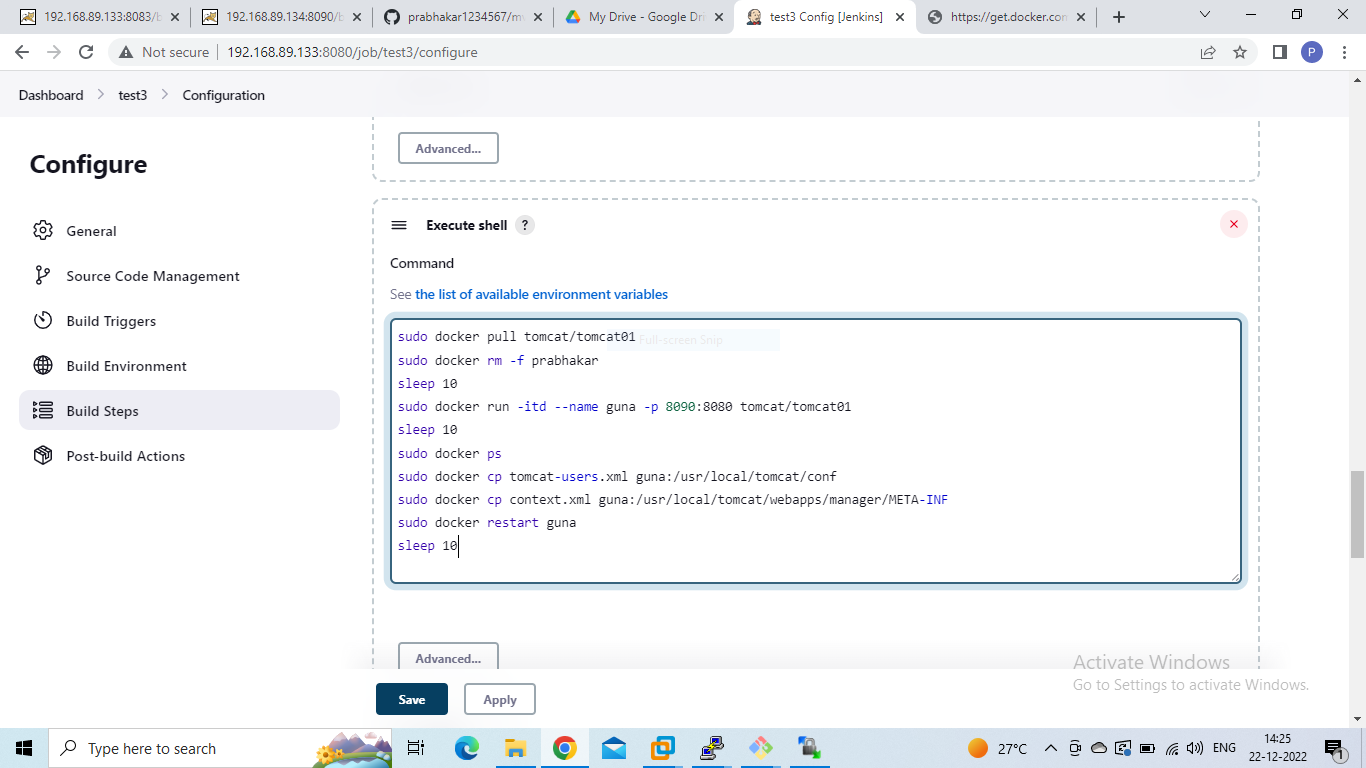 192.168.89.133:8083/b
192.168.89.134:8090/b
prabhakar1234567/mu
My Drive - Google Dri
test3 Config [Jenkins]
https://get.docker.con
Not secure
192.168.89.133:8080/job/test3/configure
P
Dashboard
test3
Configuration
Configure
General
Source Code Management
Build Triggers
Build Environment
Build Steps
Post-build Actions
Advanced...
Execute shell ?
Command
See the list of available environment variables
sudo docker pull tomcat/tomcat01
Full-screen Snip
sudo docker rm -f prabhakar
sleep 10
sudo docker run -itd --name guna -p 8090:8080 tomcat/tomcat01
sleep 10
sudo docker ps
sudo docker cp tomcat-users.xml guna:/usr/local/tomcat/conf
sudo docker cp context.xml guna:/usr/local/tomcat/webapps/manager/META-INF
sudo docker restart guna
sleep 10
Advanced...
Save
Apply
Activate Windows
Go to Settings to activate Windows.
Type here to search
27°C
ENG
14:25
22-12-2022
1